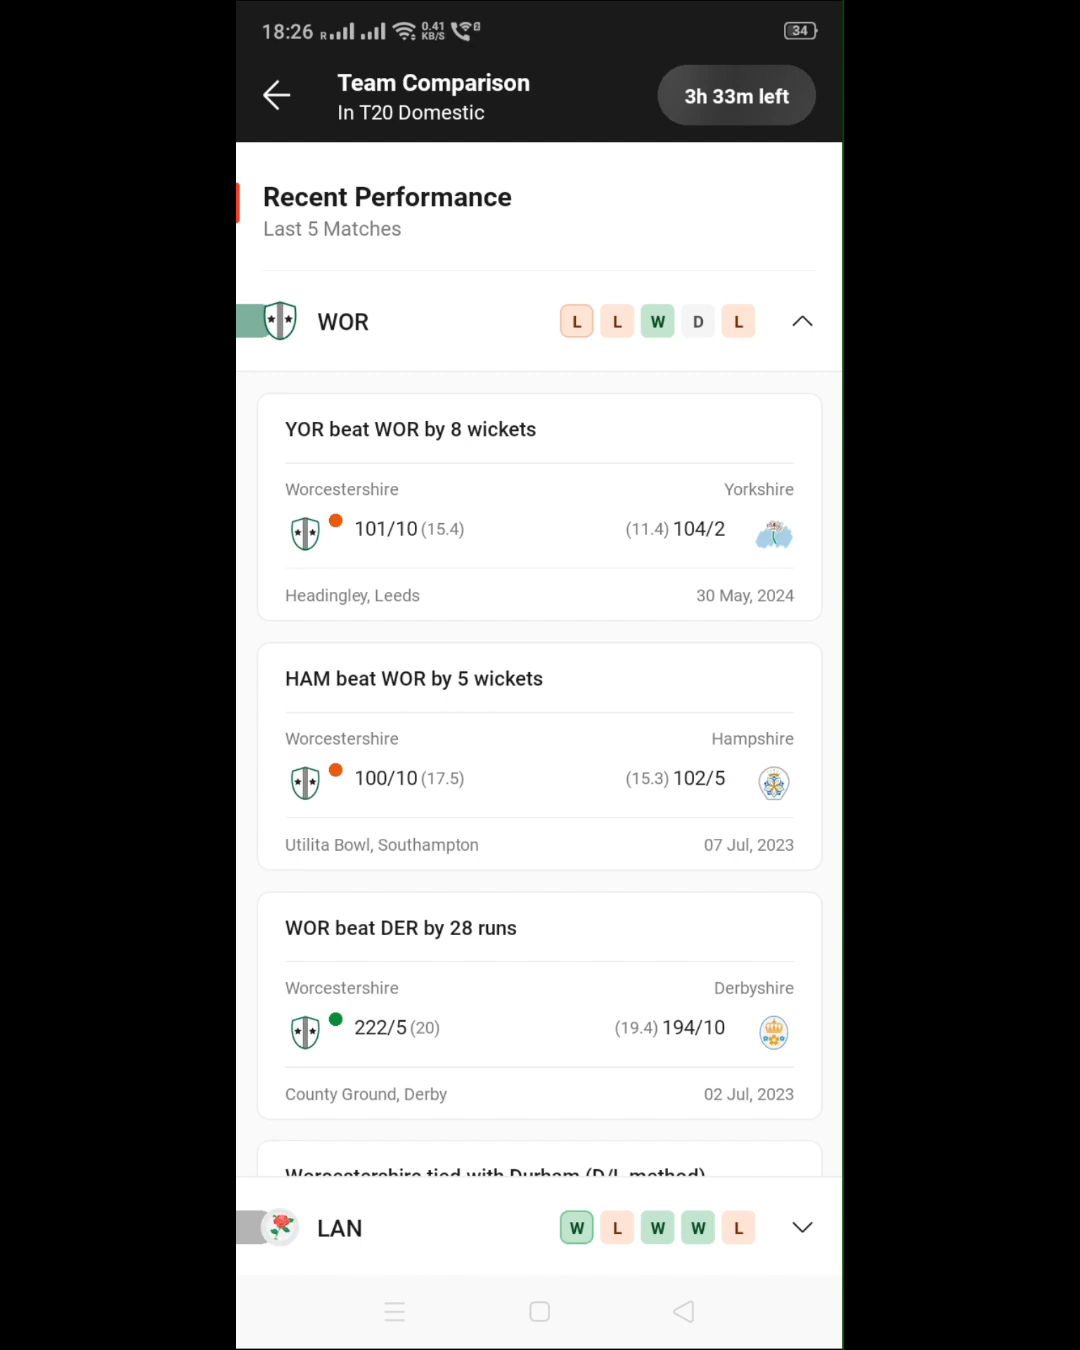 18:26 R 0.41 KB/S 2 34
Team Comparison
In T20 Domestic
3h 33m left
Recent Performance
Last 5 Matches
WOR L L W D L
YOR beat WOR by 8 wickets
Worcestershire Yorkshire
101/10 (15.4) (11.4) 104/2
Headingley, Leeds 30 May, 2024
HAM beat WOR by 5 wickets
Worcestershire Hampshire
100/10 (17.5) (15.3) 102/5
Utilita Bowl, Southampton 07 Jul, 2023
WOR beat DER by 28 runs
Worcestershire Derbyshire
222/5 (20) (19.4) 194/10
County Ground, Derby 02 Jul, 2023
Worcestershire tied with Durham (D/L method)
LAN W L W W L